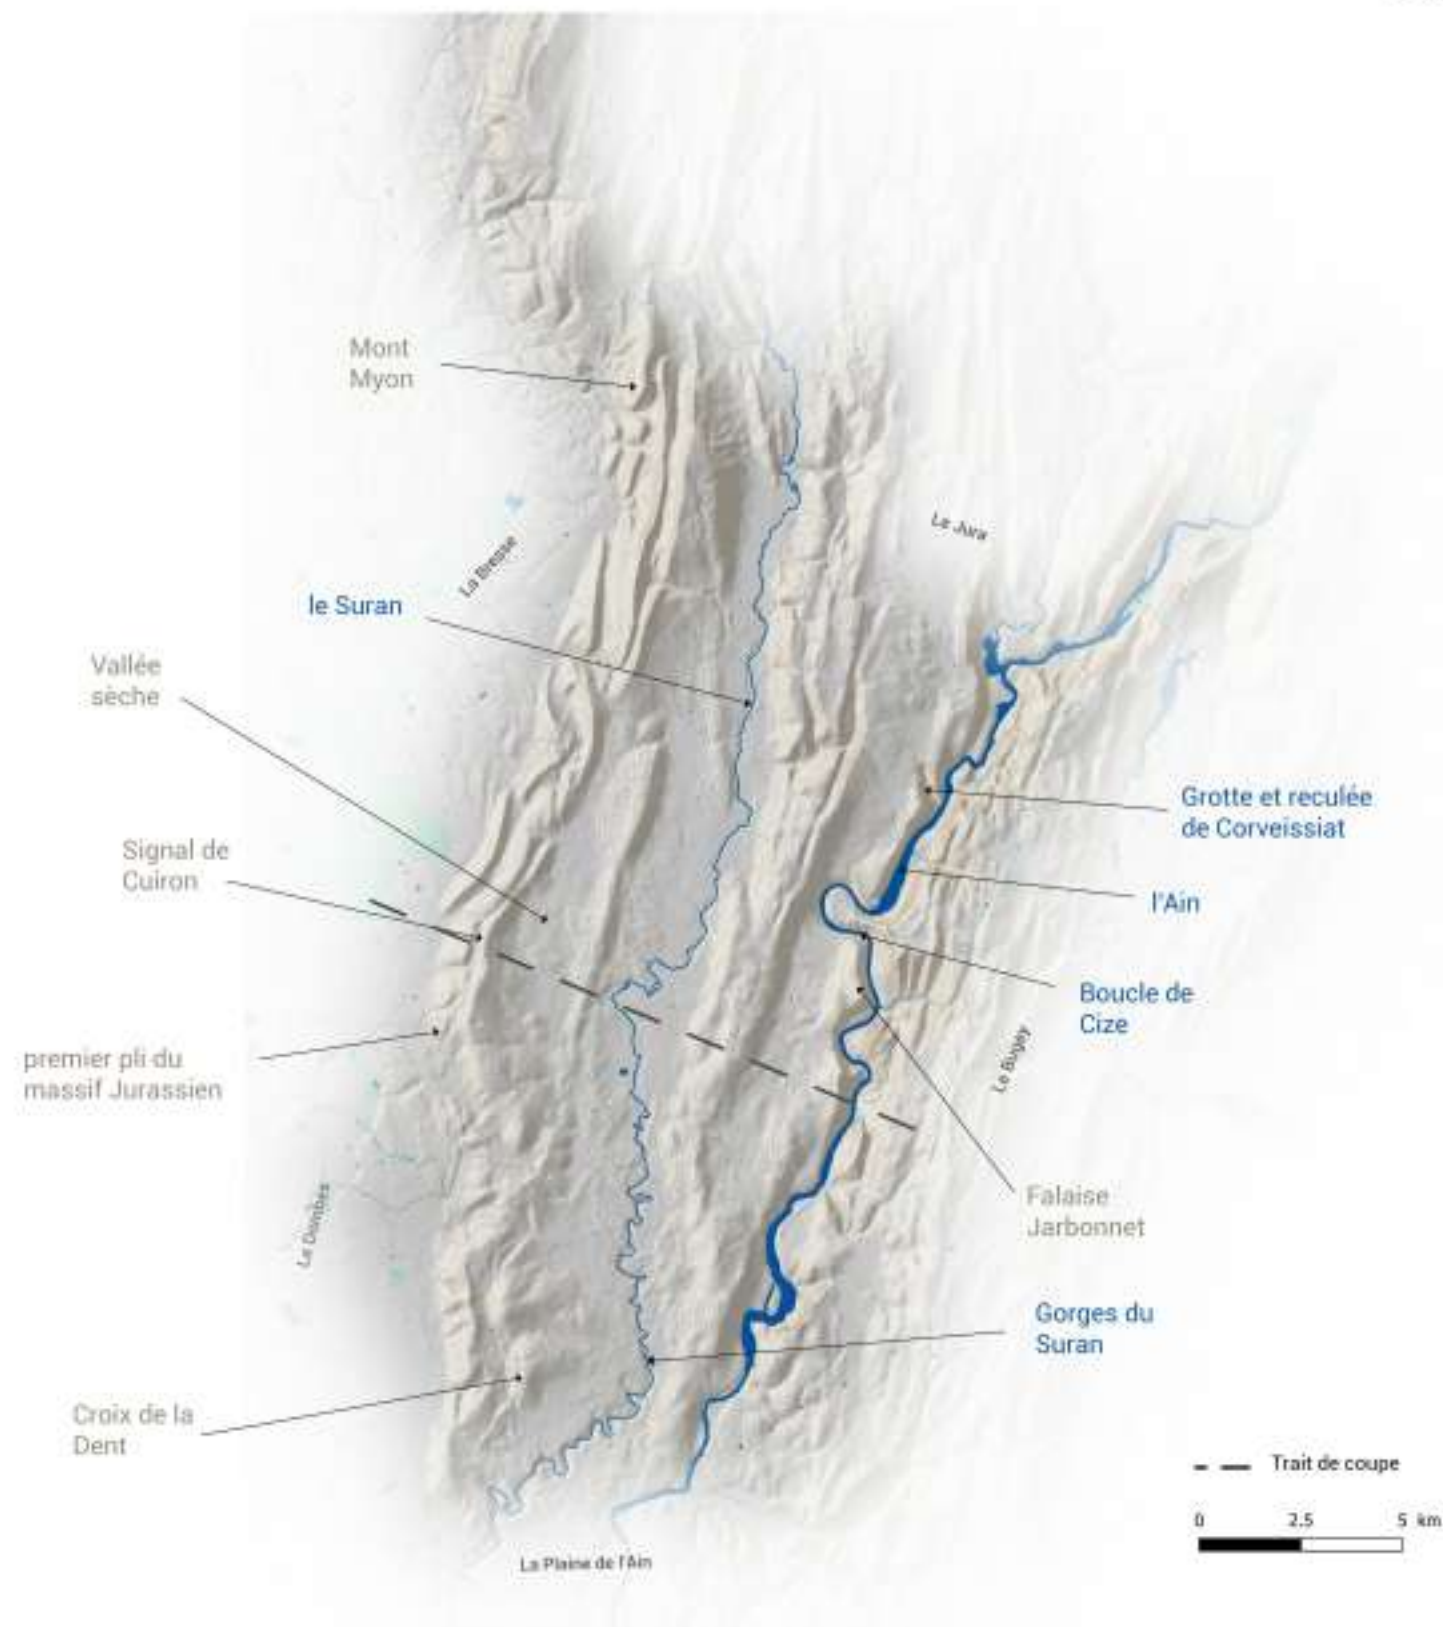 Mont
Myon
Le Jura
La Bresse
le Suran
Vallée
sèche
Grotte et reculée
de Corveissiat
Signal de
Cuiron
l'Ain
Boucle de
Cize
premier pli du
massif Jurassien
Le Bugey
La Dombes
Falaise
Jarbonnet
Gorges du
Suran
Croix de la
Dent
Trait de coupe
0 2.5 5 km
La Plaine de l'Ain